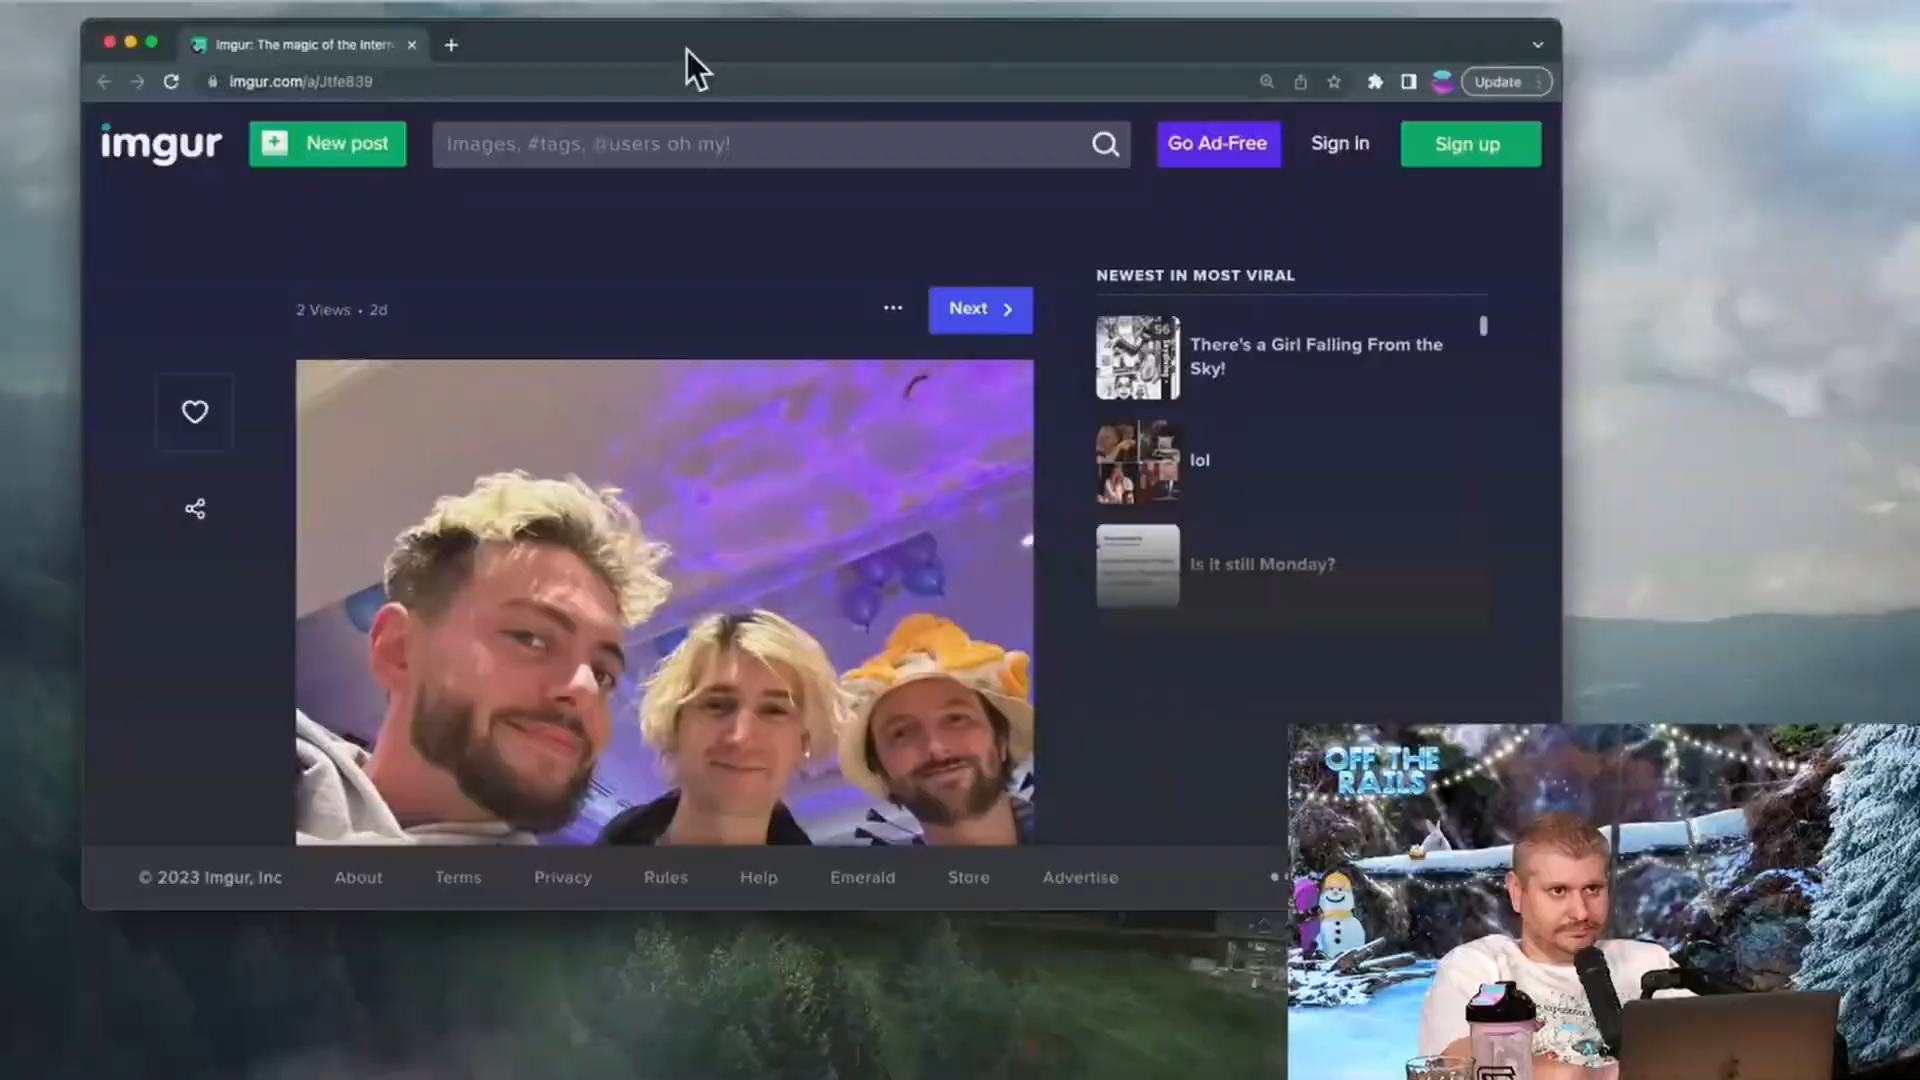 Imgur: The magic of the Intern
imgur.com/a/Jtfe839
Update
imgur
New post
Images, #tags, @users oh my!
Go Ad-Free
Sign in
Sign up
2 Views • 2d
Next
NEWEST IN MOST VIRAL
There's a Girl Falling From the
Sky!
lol
Is it still Monday?
© 2023 Imgur, Inc
About
Terms
Privacy
Rules
Help
Emerald
Store
Advertise
OFF THE
RAILS